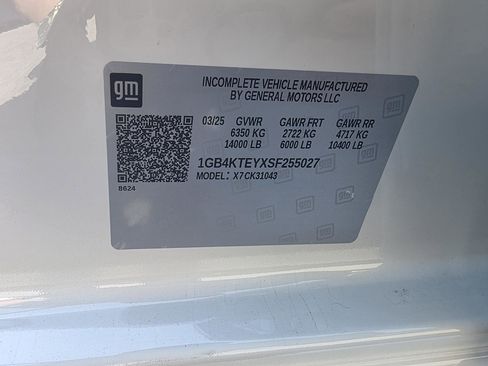 gm
INCOMPLETE VEHICLE MANUFACTURED
BY GENERAL MOTORS LLC
03/25 GVWR GAWR FRT GAWR RR
6350 KG 2722 KG 4717 KG
14000 LB 6000 LB 10400 LB
1GB4KTEYXSF255027
MODEL: X7CK31043
8624